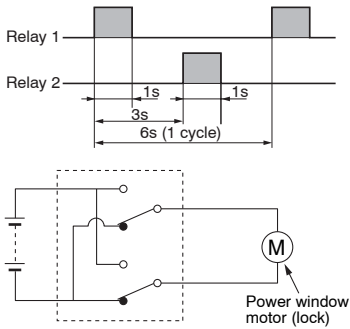 Relay 1
Relay 2
1s
1s
3s
6s (1 cycle)
M
Power window
motor (lock)